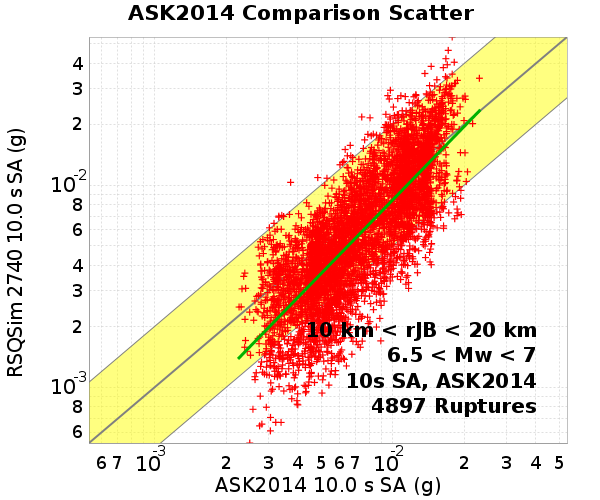 ASK2014 Comparison Scatter
RSQSim 2740 10.0 s SA (g)
4
3
2
10⁻²
8
6
4
3
2
10⁻³
8
6
10 km < rJB < 20 km
6.5 < Mw < 7
10s SA, ASK2014
4897 Ruptures
6 7 10⁻³ 2 3 4 5 6 7 10⁻² 2 3 4 5
ASK2014 10.0 s SA (g)